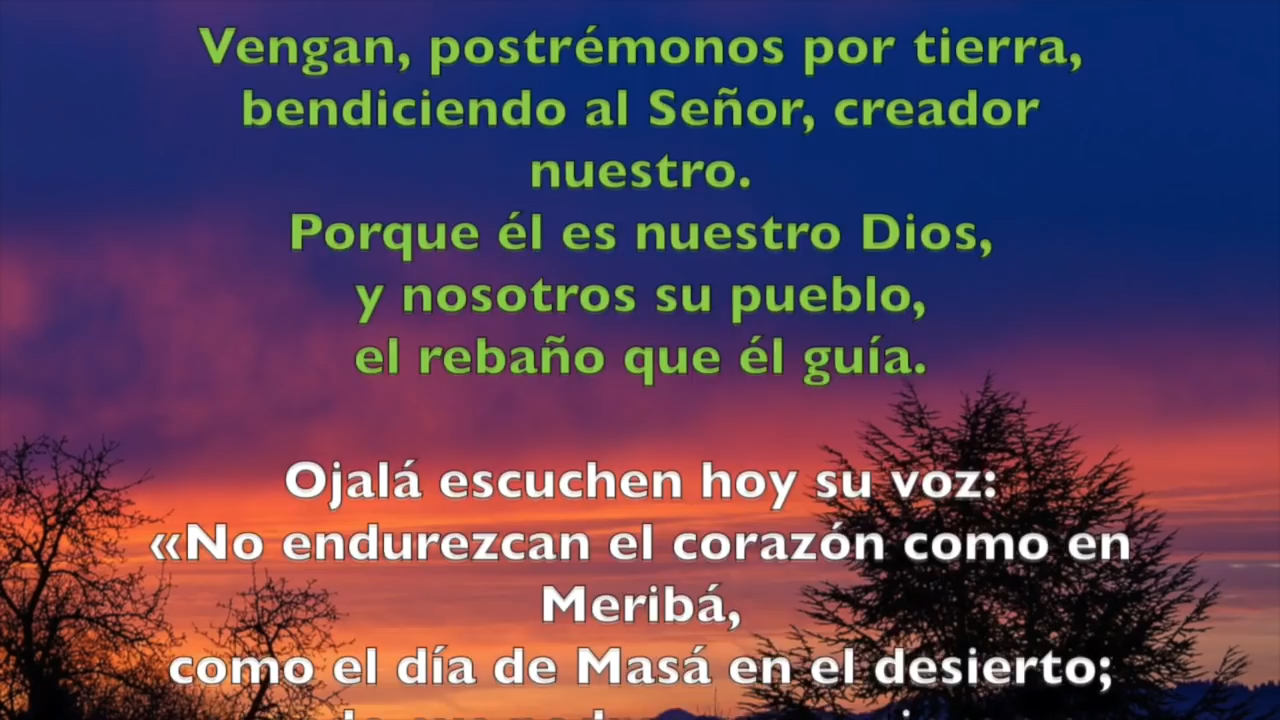 Vengan, postrémonos por tierra,
bendiciendo al Señor, creador
nuestro.
Porque él es nuestro Dios,
y nosotros su pueblo,
el rebaño que él guía.
Ojalá escuchen hoy su voz:
«No endurezcan el corazón como en
Meribá,
como el día de Masá en el desierto;